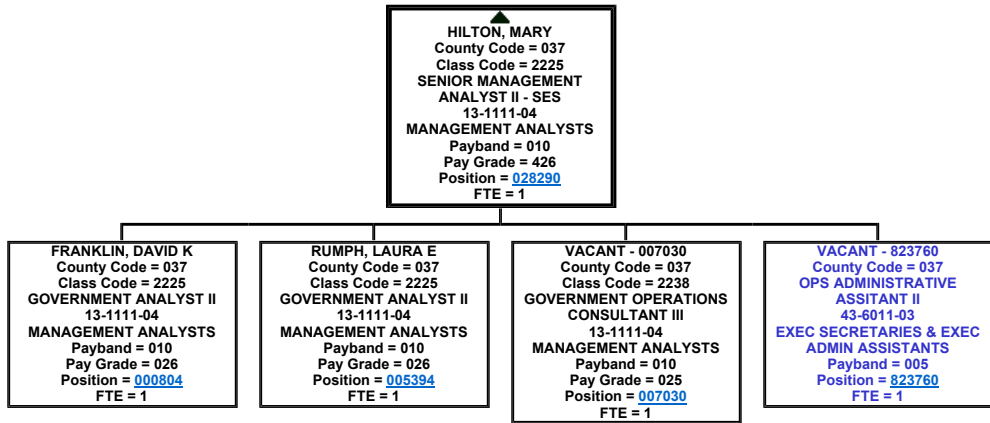 HILTON, MARY
County Code = 037
Class Code = 2225
SENIOR MANAGEMENT
ANALYST II - SES
13-1111-04
MANAGEMENT ANALYSTS
Payband = 010
Pay Grade = 426
Position = 028290
FTE = 1
FRANKLIN, DAVID K
County Code = 037
Class Code = 2225
GOVERNMENT ANALYST II
13-1111-04
MANAGEMENT ANALYSTS
Payband = 010
Pay Grade = 026
Position = 000804
FTE = 1
RUMPH, LAURA E
County Code = 037
Class Code = 2225
GOVERNMENT ANALYST II
13-1111-04
MANAGEMENT ANALYSTS
Payband = 010
Pay Grade = 026
Position = 005394
FTE = 1
VACANT - 007030
County Code = 037
Class Code = 2238
GOVERNMENT OPERATIONS
CONSULTANT III
13-1111-04
MANAGEMENT ANALYSTS
Payband = 010
Pay Grade = 025
Position = 007030
FTE = 1
VACANT - 823760
County Code = 037
OPS ADMINISTRATIVE
ASSITANT II
43-6011-03
EXEC SECRETARIES & EXEC
ADMIN ASSISTANTS
Payband = 005
Position = 823760
FTE = 1